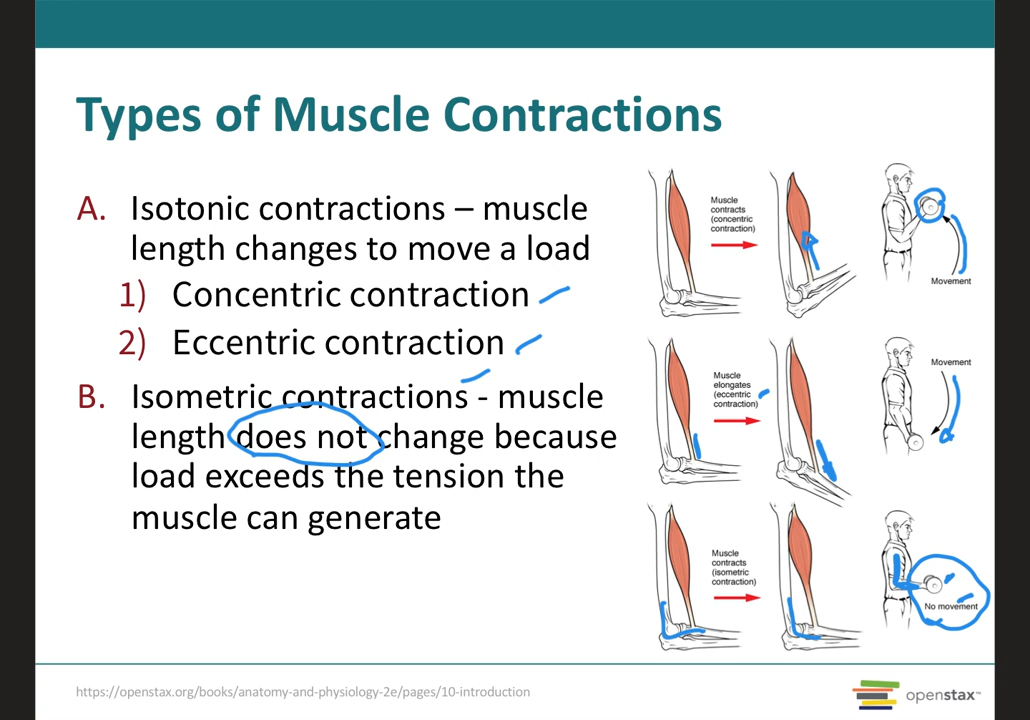 Types of Muscle Contractions
A. Isotonic contractions – muscle
length changes to move a load
1) Concentric contraction
2) Eccentric contraction
B. Isometric contractions - muscle
length does not change because
load exceeds the tension the
muscle can generate
Muscle
contracts
(concentric
contraction)
Movement
Muscle
elongates
(eccentric
contraction)
Movement
Muscle
contracts
(isometric
contraction)
No movement
https://openstax.org/books/anatomy-and-physiology-2e/pages/10-introduction
openstax™